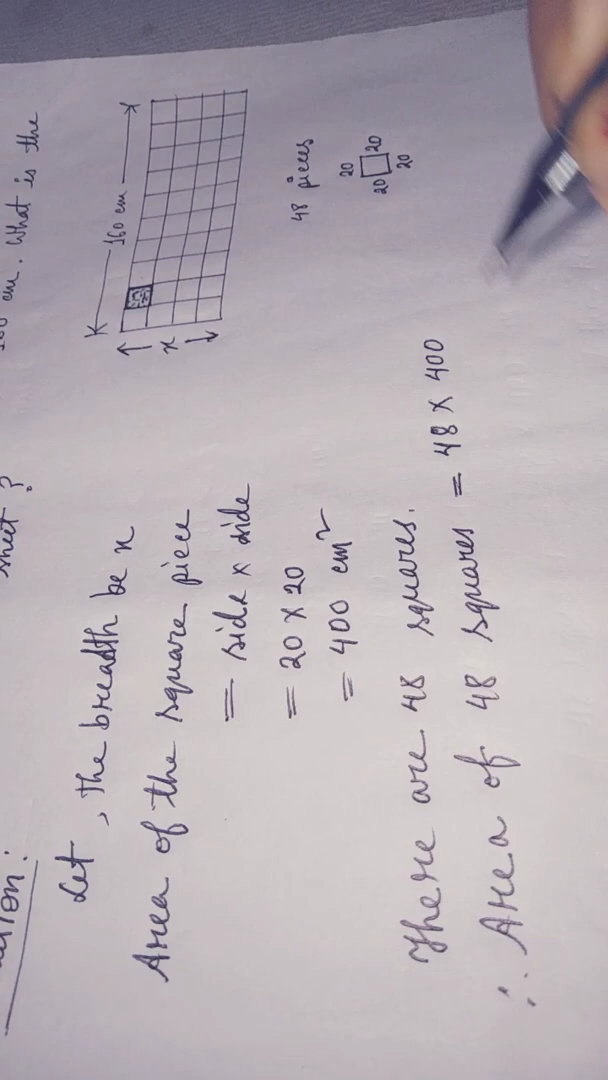 160 cm. What is the
sheet?
Let, the breadth be x
Area of the square piece
= side x side
= 20 x 20
= 400 cm²
There are 48 squares.
∴ Area of 48 squares = 48 x 400
160 cm
x
48 pieces
20
20
20
20